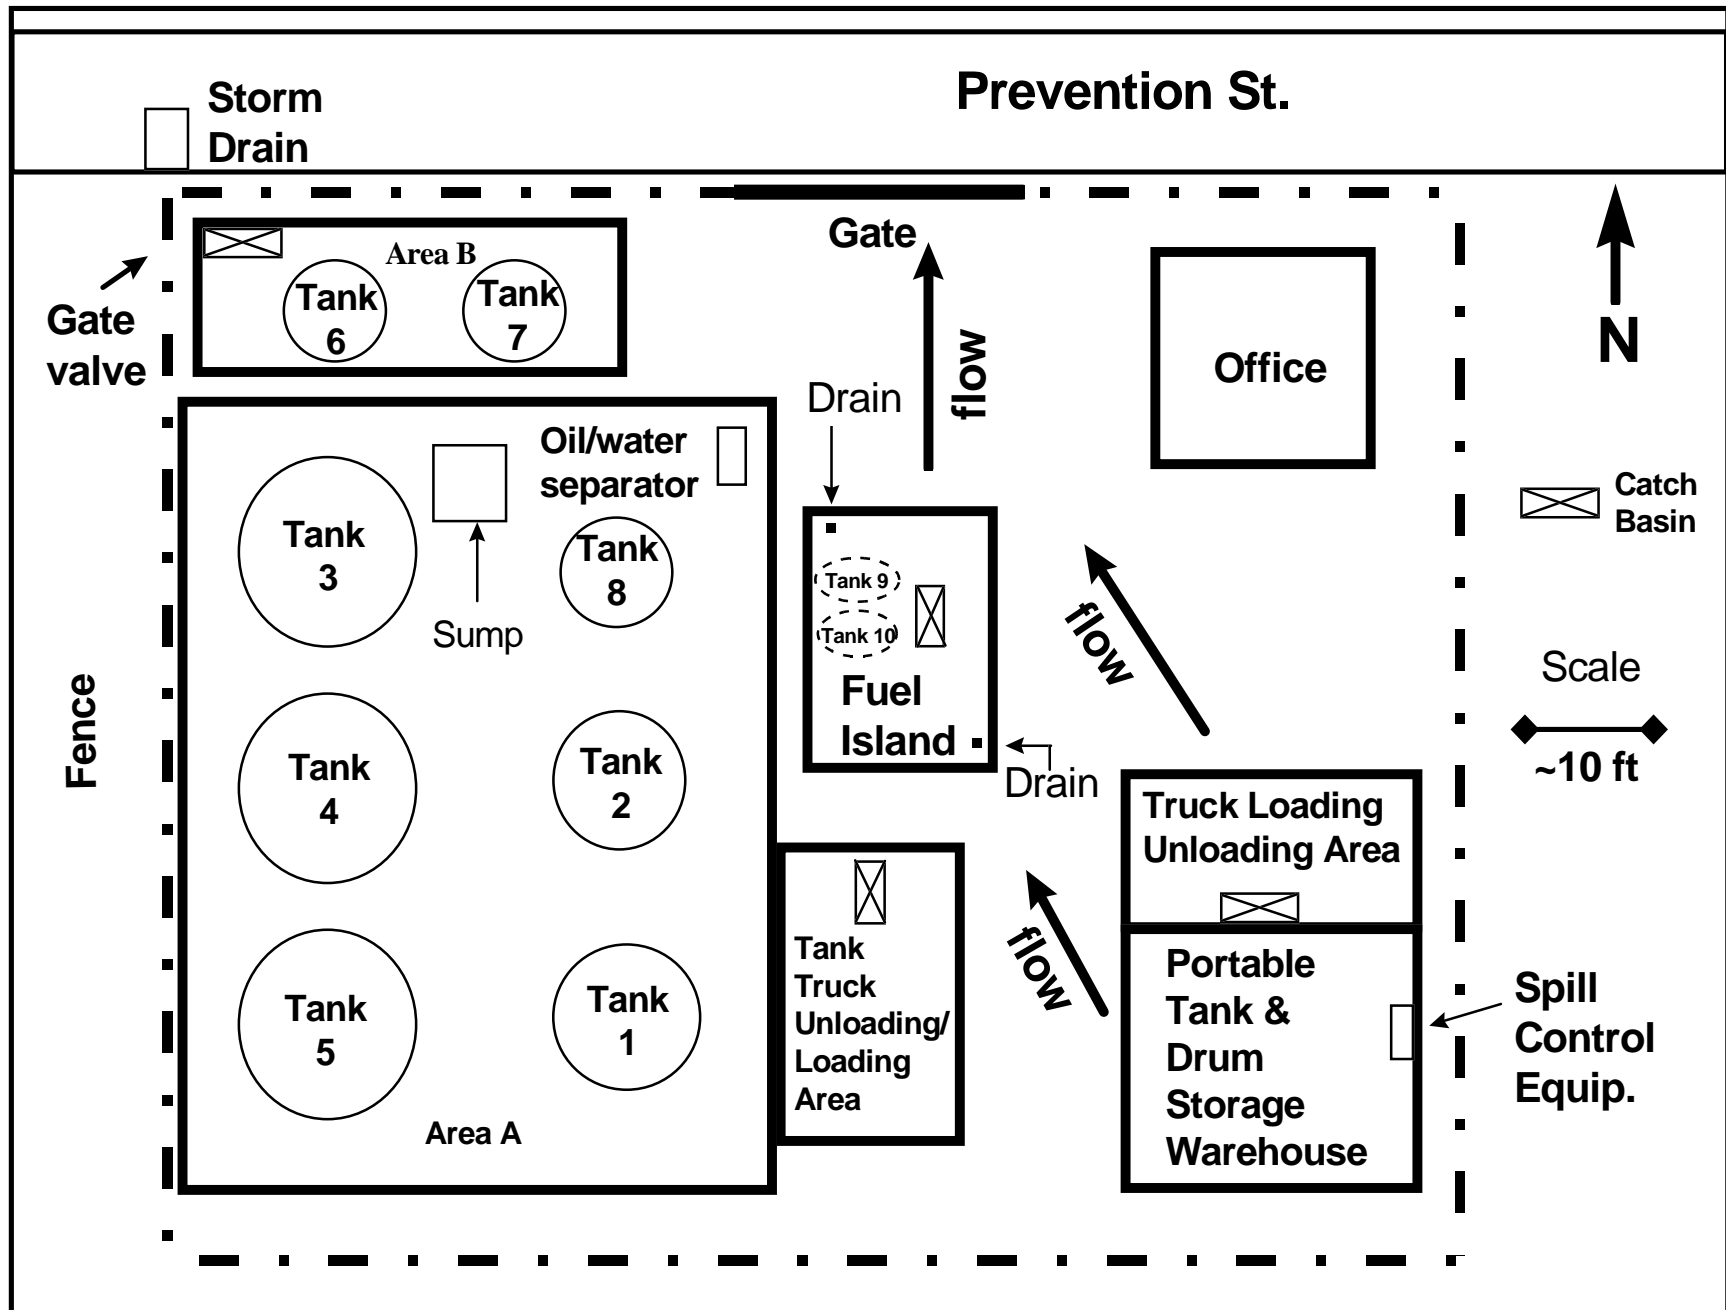 Prevention St.
Storm
Drain
Gate
Area B
Tank
6
Tank
7
Gate
valve
flow
Office
N
Drain
Oil/water
separator
Tank
3
Sump
Tank
8
Tank 9
Tank 10
Fuel
Island
Drain
flow
Catch
Basin
Scale
~10 ft
Fence
Tank
4
Tank
2
Truck Loading
Unloading Area
Tank
Truck
Unloading/
Loading
Area
flow
Portable
Tank &
Drum
Storage
Warehouse
Spill
Control
Equip.
Tank
5
Tank
1
Area A